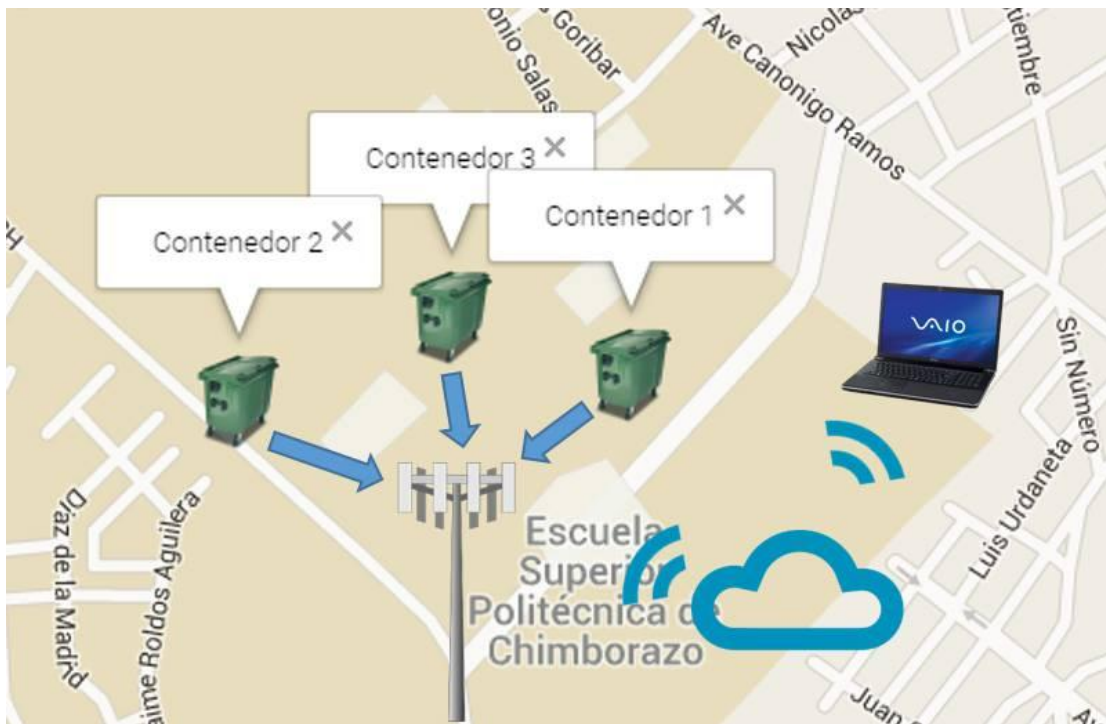 Goribar
Ave Canonigo Ramos
Contenedor 3
Contenedor 1
Contenedor 2
VAIO
Sin Número
Luis Urdaneta
Díaz de la Madrid
Jaime Roldos Aguilera
Escuela
Superior
Politécnica de
Chimborazo